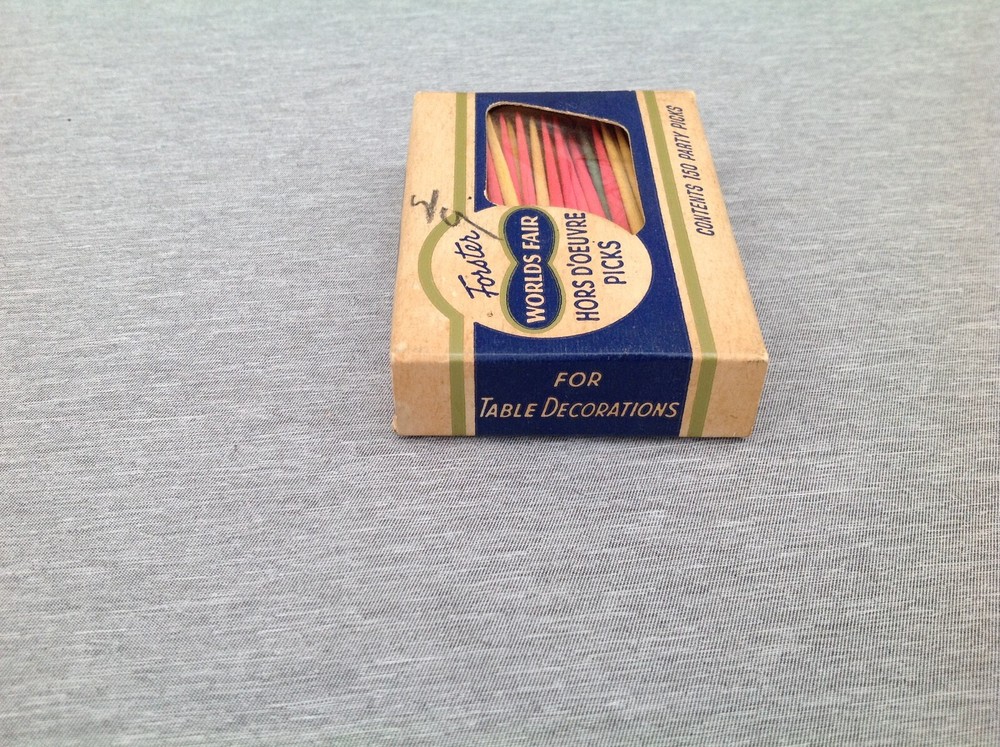 Forster
WORLDS FAIR
HORS D'OEUVRE
PICKS
CONTENTS 150 PARTY PICKS
FOR
TABLE DECORATIONS